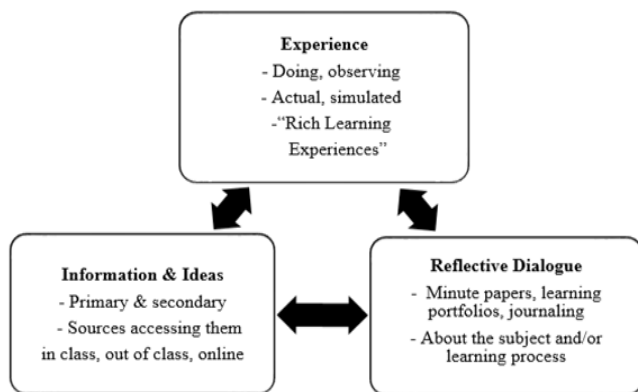 Experience
- Doing, observing
- Actual, simulated
-“Rich Learning
Experiences”
Information & Ideas
- Primary & secondary
- Sources accessing them
in class, out of class, online
Reflective Dialogue
- Minute papers, learning
portfolios, journaling
- About the subject and/or
learning process